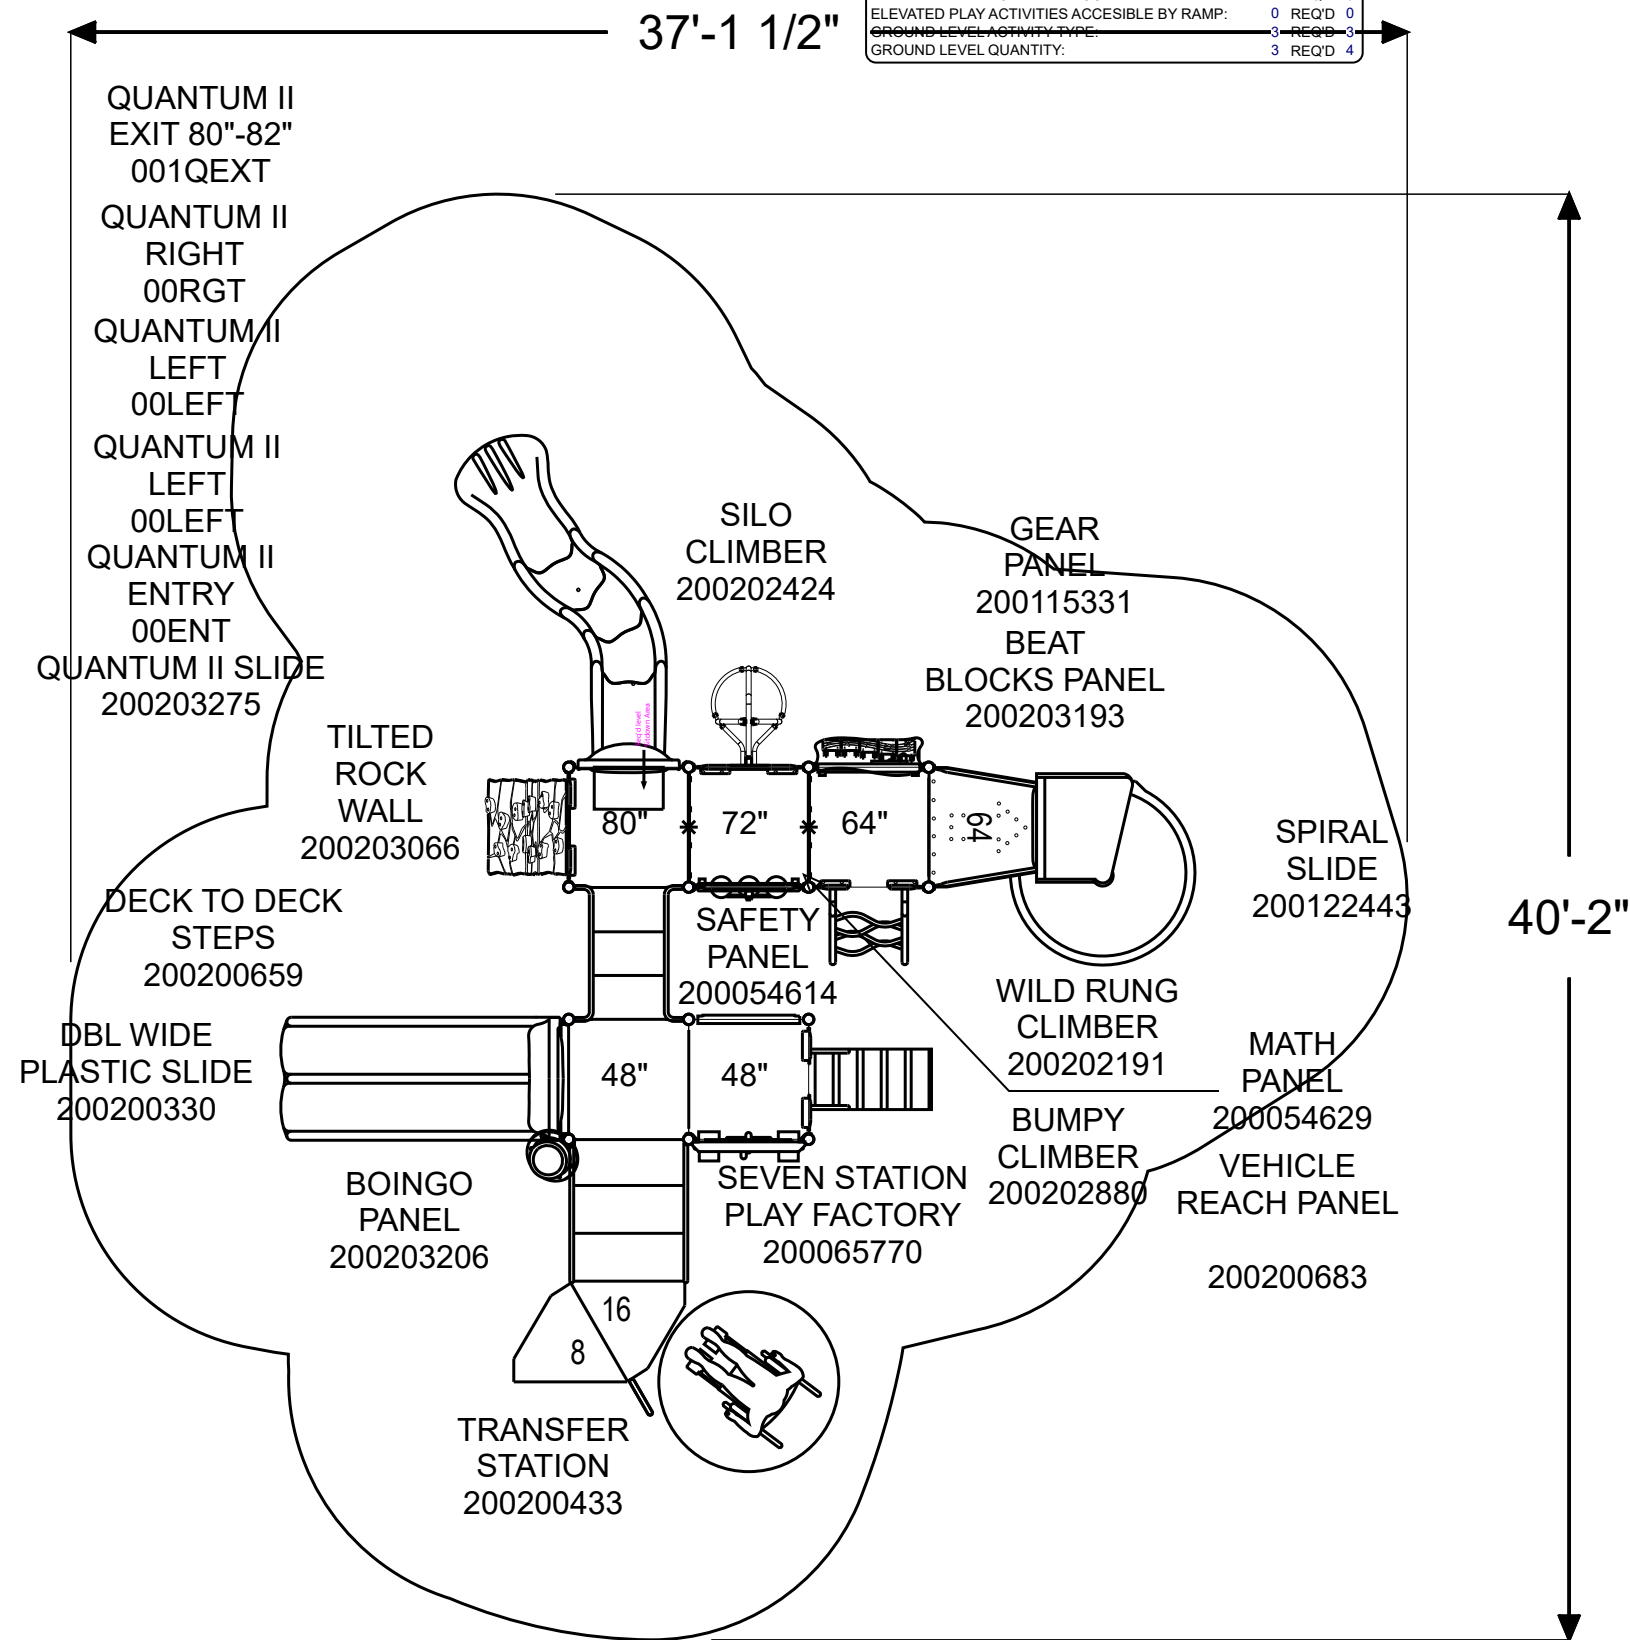 ELEVATED PLAY ACTIVITIES ACCESIBLE BY RAMP: 0 REQ'D 0
GROUND LEVEL ACTIVITY TYPE: 3 REQ'D 3
GROUND LEVEL QUANTITY: 3 REQ'D 4
37'-1 1/2"
QUANTUM II
EXIT 80"-82"
001QEXT
QUANTUM II
RIGHT
00RGT
QUANTUM II
LEFT
00LEFT
QUANTUM II
LEFT
00LEFT
QUANTUM II
ENTRY
00ENT
QUANTUM II SLIDE
200203275
SILO
CLIMBER
200202424
GEAR
PANEL
200115331
BEAT
BLOCKS PANEL
200203193
TILTED
ROCK
WALL
200203066
80"
72"
64"
64
SPIRAL
SLIDE
200122443
40'-2"
DECK TO DECK
STEPS
200200659
SAFETY
PANEL
200054614
WILD RUNG
CLIMBER
200202191
DBL WIDE
PLASTIC SLIDE
200200330
48"
48"
MATH
PANEL
200054629
BUMPY
CLIMBER
200202880
VEHICLE
REACH PANEL
200200683
BOINGO
PANEL
200203206
SEVEN STATION
PLAY FACTORY
200065770
16
8
TRANSFER
STATION
200200433